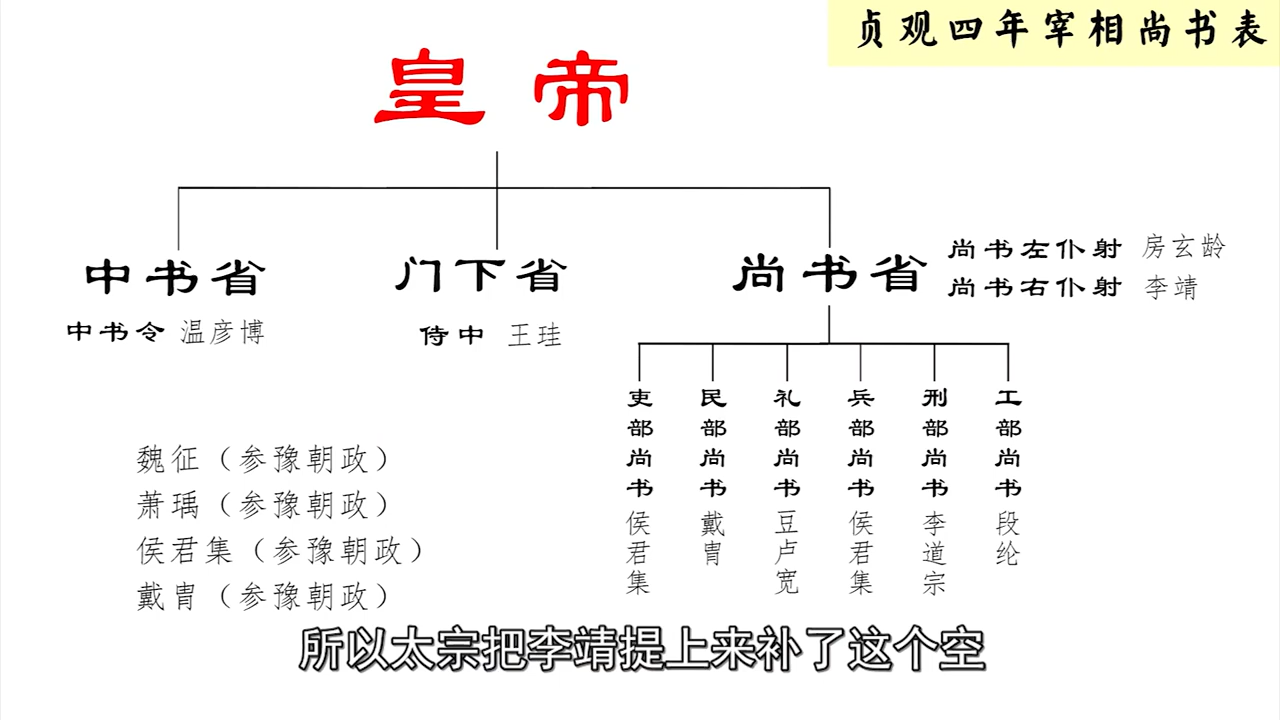 贞观四年宰相尚书表
皇帝
中书省
中书令 温彦博
门下省
侍中 王珪
尚书省
尚书左仆射 房玄龄
尚书右仆射 李靖
吏部尚书 侯君集
民部尚书 戴胄
礼部尚书 豆卢宽
兵部尚书 侯君集
刑部尚书 李道宗
工部尚书 段纶
魏征（参豫朝政）
萧瑀（参豫朝政）
侯君集（参豫朝政）
戴胄（参豫朝政）
所以太宗把李靖提上来补了这个空